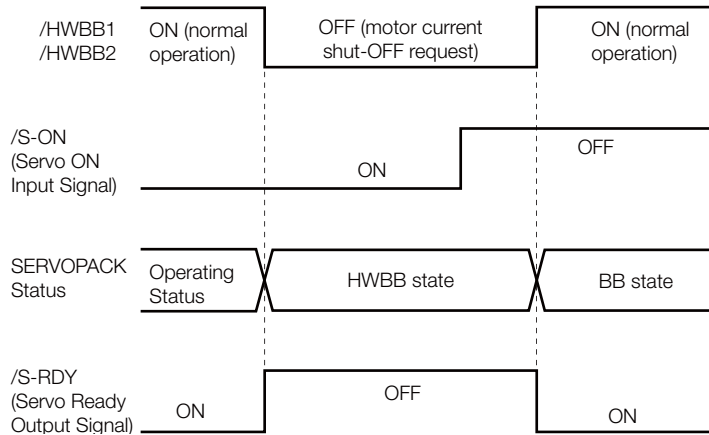 /HWBB1
/HWBB2
ON (normal
operation)
OFF (motor current
shut-OFF request)
ON (normal
operation)
/S-ON
(Servo ON
Input Signal)
ON
OFF
SERVOPACK
Status
Operating
Status
HWBB state
BB state
/S-RDY
(Servo Ready
Output Signal)
ON
OFF
ON